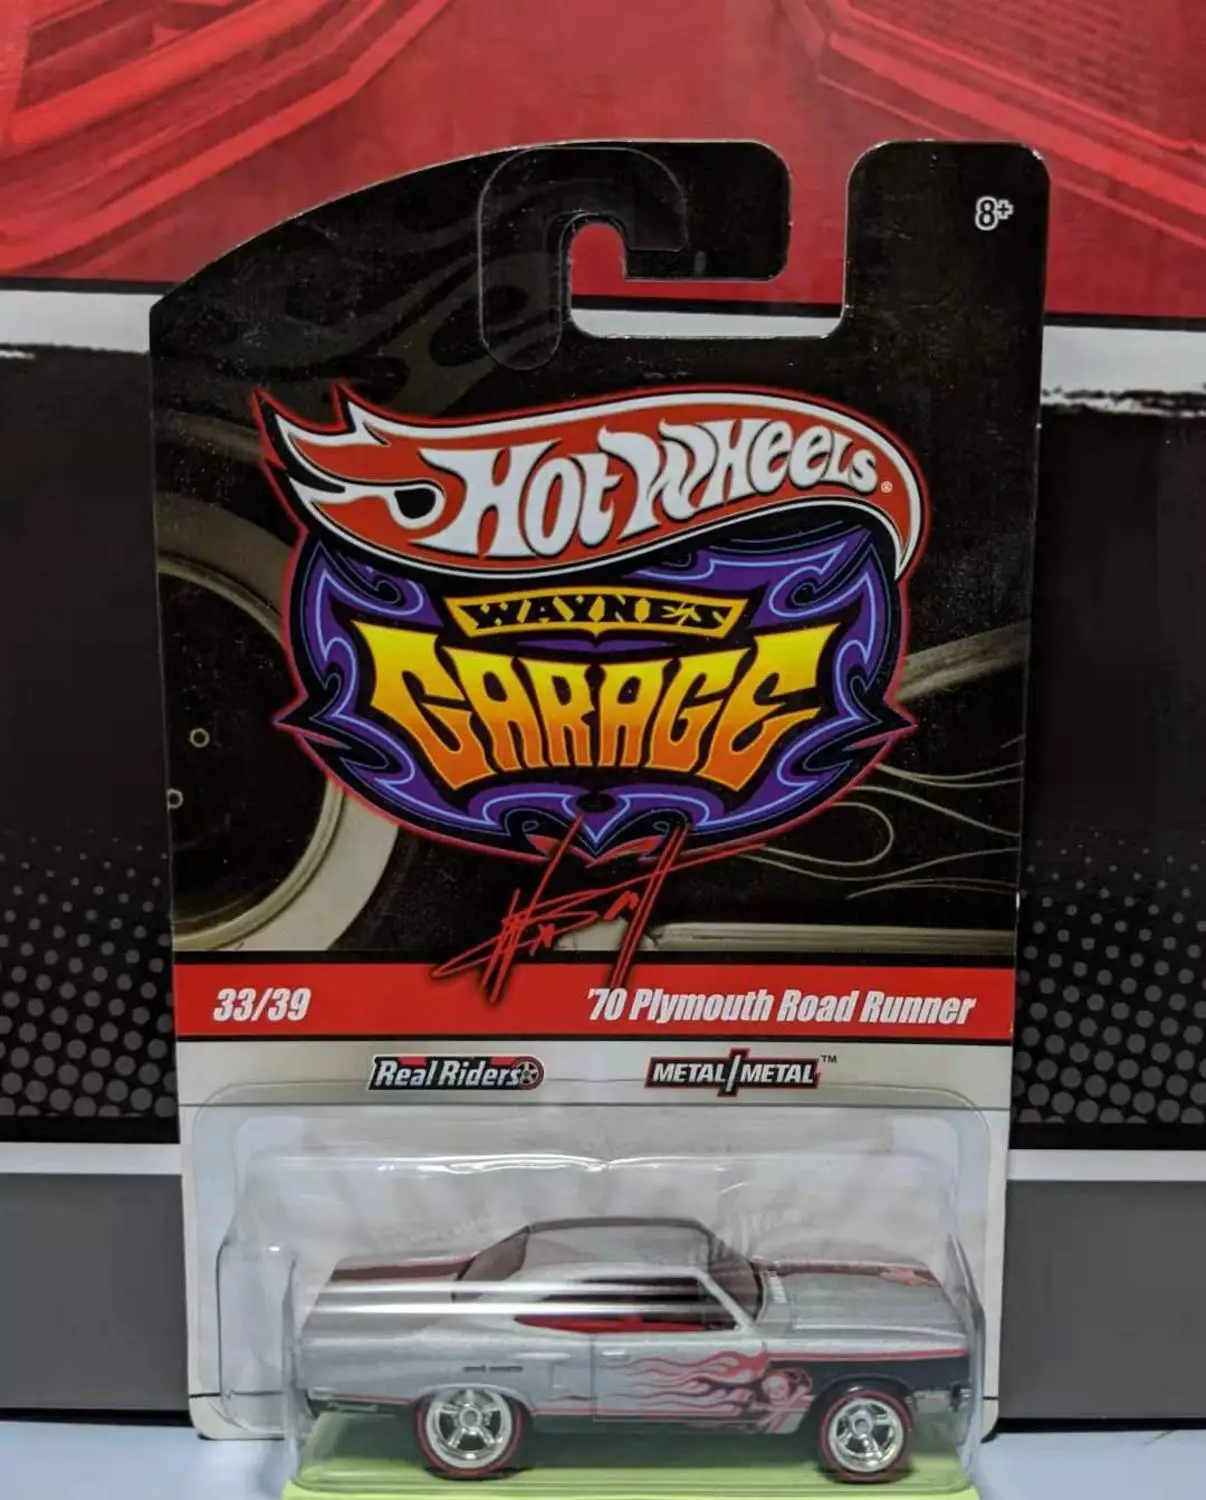 8+
Hot Wheels®
WAYNE'S
GARAGE
33/39
'70 Plymouth Road Runner
Real Riders
METAL/METAL™